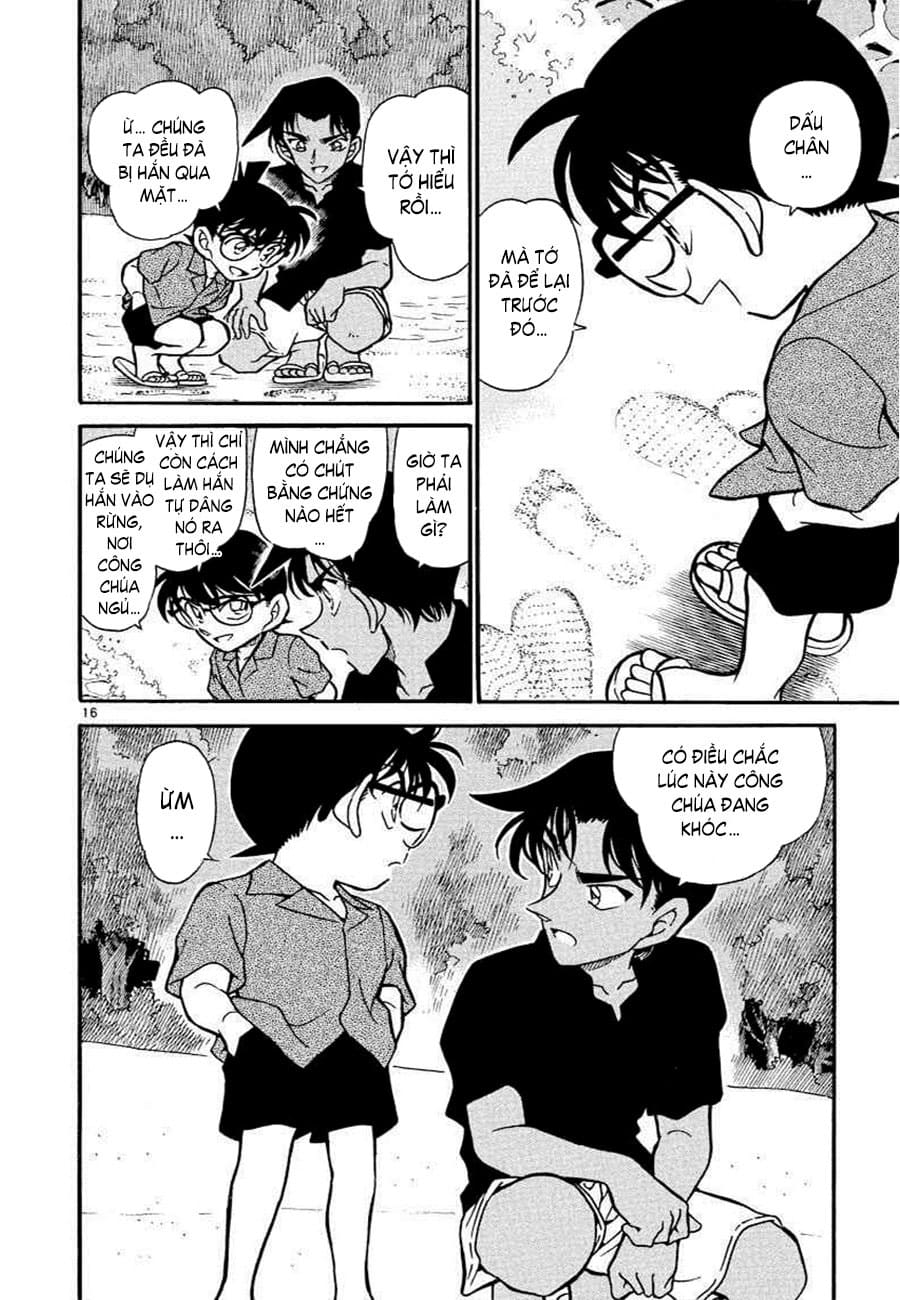 DẤU
CHÂN
...
MÀ TỚ
ĐÃ ĐỂ LẠI
TRƯỚC
ĐÓ...
VẬY THÌ
TỚ HIỂU
RỒI...
Ừ... CHÚNG
TA ĐỀU ĐÃ
BỊ HẮN QUA
MẶT...
GIỜ TA
PHẢI
LÀM
GÌ?
MÌNH CHẲNG
CÓ CHÚT
BẰNG CHỨNG
NÀO HẾT
...
VẬY THÌ CHỈ
CÒN CÁCH
LÀM HẮN
TỰ DÂNG
NÓ RA
THÔI...
CHÚNG
TA SẼ DỤ
HẮN VÀO
RỪNG,
NƠI
CÔNG
CHÚA
NGỦ...
16
CÓ ĐIỀU CHẮC
LÚC NÀY CÔNG
CHÚA ĐANG
KHÓC...
ỪM
...